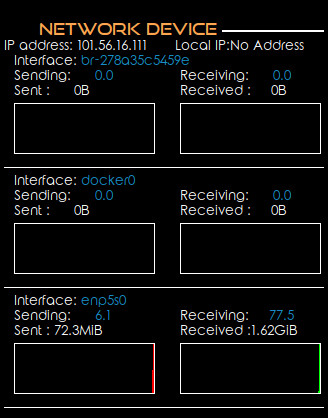 NETWORK DEVICE
IP address: 101.56.16.111 Local IP:No Address
Interface: br-278a35c5459e
Sending: 0.0 Receiving: 0.0
Sent : 0B Received : 0B
Interface: docker0
Sending: 0.0 Receiving: 0.0
Sent : 0B Received : 0B
Interface: enp5s0
Sending: 6.1 Receiving: 77.5
Sent : 72.3MiB Received :1.62GiB